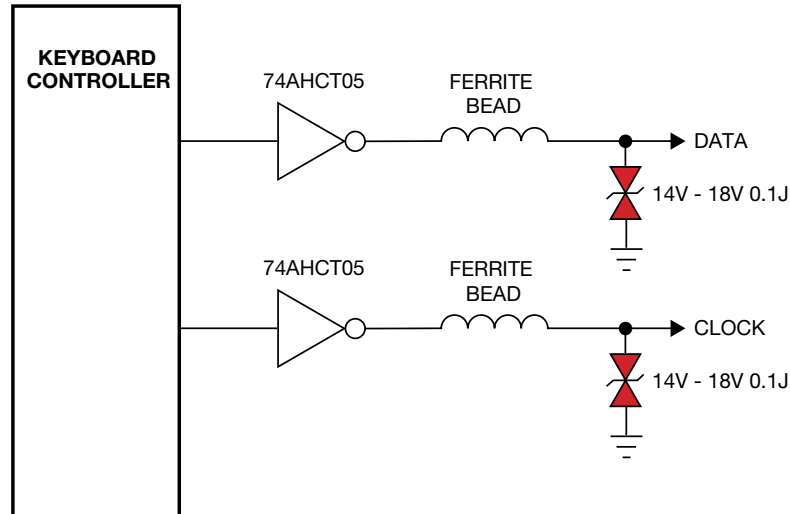 KEYBOARD
CONTROLLER
74AHCT05
FERRITE
BEAD
DATA
14V - 18V 0.1J
74AHCT05
FERRITE
BEAD
CLOCK
14V - 18V 0.1J